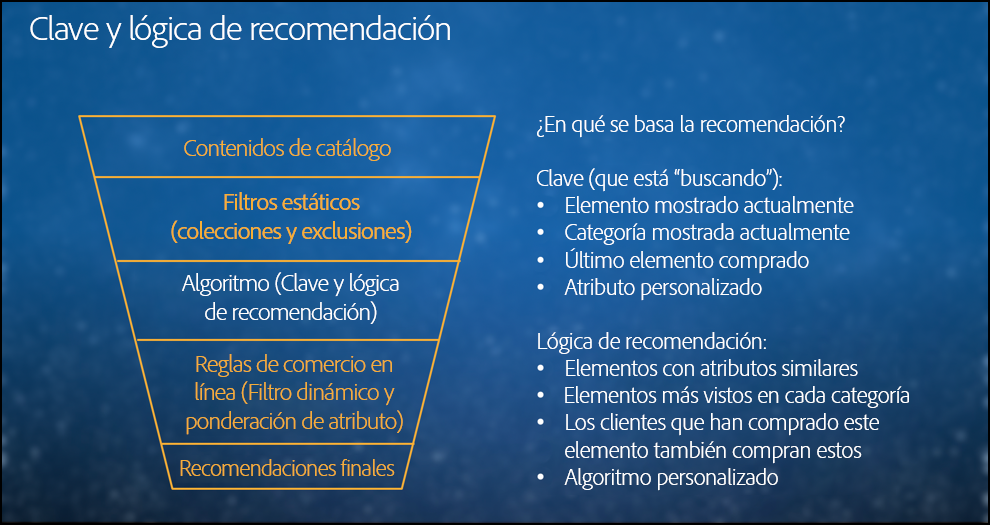 Clave y lógica de recomendación
Contenidos de catálogo
Filtros estáticos
(colecciones y exclusiones)
Algoritmo (Clave y lógica
de recomendación)
Reglas de comercio en
línea (Filtro dinámico y
ponderación de atributo)
Recomendaciones finales
¿En qué se basa la recomendación?
Clave (que está “buscando”):
• Elemento mostrado actualmente
• Categoría mostrada actualmente
• Último elemento comprado
• Atributo personalizado
Lógica de recomendación:
• Elementos con atributos similares
• Elementos más vistos en cada categoría
• Los clientes que han comprado este
elemento también compran estos
• Algoritmo personalizado